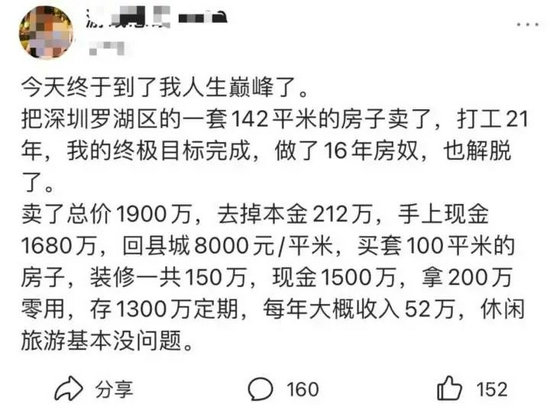 今天终于到了我人生巅峰了。
把深圳罗湖区的一套142平米的房子卖了，打工21
年，我的终极目标完成，做了16年房奴，也解脱
了。
卖了总价1900万，去掉本金212万，手上现金
1680万，回县城8000元/平米，买套100平米的
房子，装修一共150万，现金1500万，拿200万
零用，存1300万定期，每年大概收入52万，休闲
旅游基本没问题。
分享 160 152